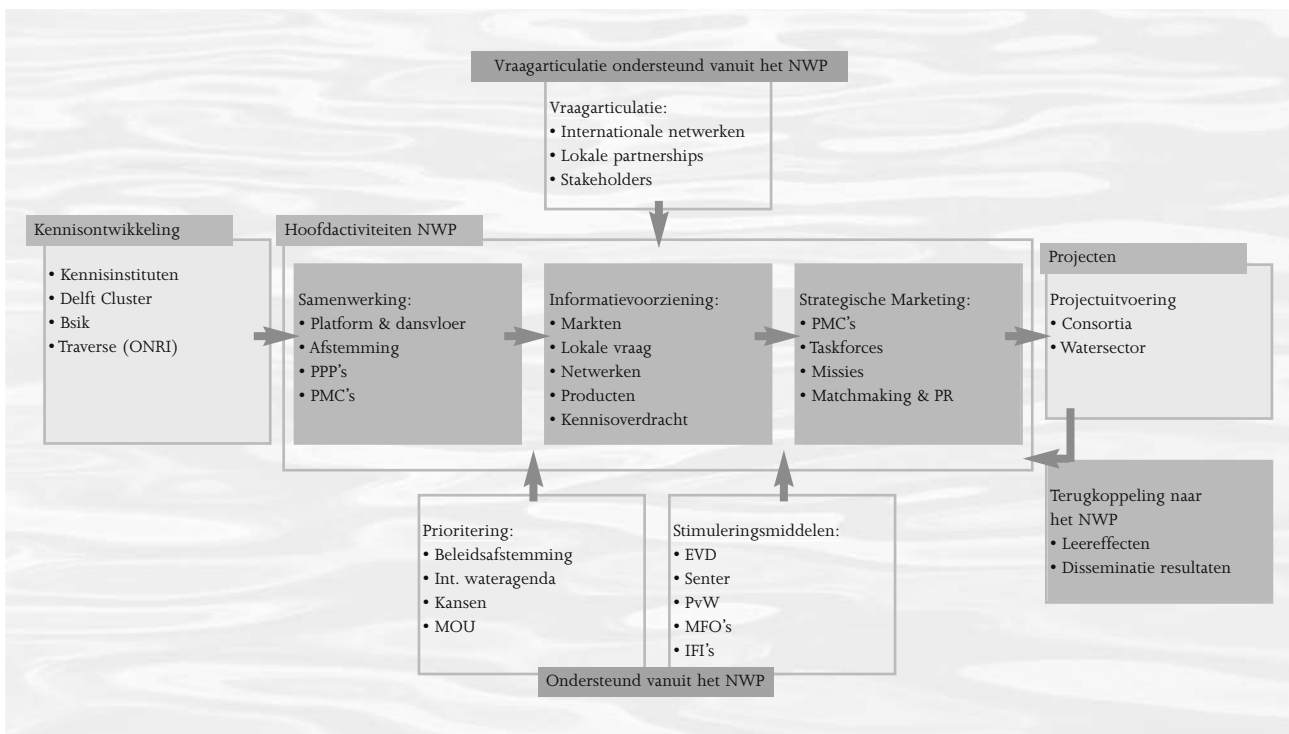 Vraagarticulatie ondersteund vanuit het NWP
Vraagarticulatie:
• Internationale netwerken
• Lokale partnerships
• Stakeholders
Kennisontwikkeling
• Kennisinstituten
• Delft Cluster
• Bsik
• Traverse (ONRI)
Hoofdactiviteiten NWP
Samenwerking:
• Platform & dansvloer
• Afstemming
• PPP's
• PMC's
Informatievoorziening:
• Markten
• Lokale vraag
• Netwerken
• Producten
• Kennisoverdracht
Strategische Marketing:
• PMC's
• Taskforces
• Missies
• Matchmaking & PR
Projecten
Projectuitvoering
• Consortia
• Watersector
Terugkoppeling naar
het NWP
• Leereffecten
• Disseminatie resultaten
Prioritering:
• Beleidsafstemming
• Int. wateragenda
• Kansen
• MOU
Stimuleringsmiddelen:
• EVD
• Senter
• PvW
• MFO's
• IFI's
Ondersteund vanuit het NWP